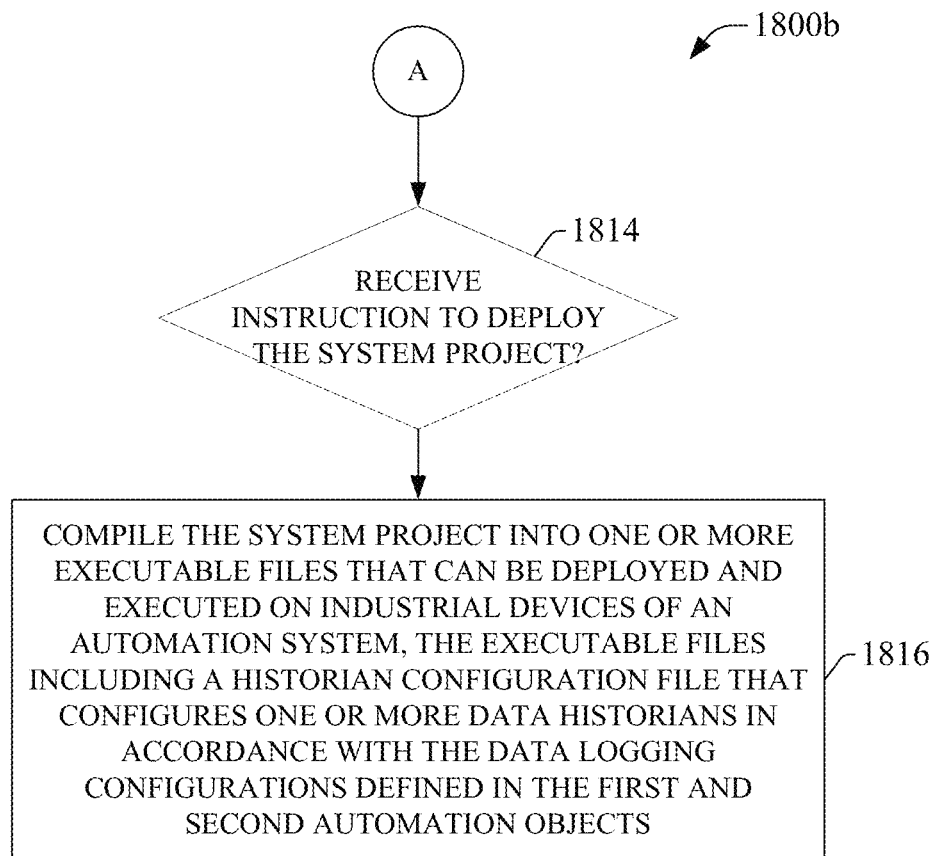 1800b
A
1814
RECEIVE
INSTRUCTION TO DEPLOY
THE SYSTEM PROJECT?
COMPILE THE SYSTEM PROJECT INTO ONE OR MORE
EXECUTABLE FILES THAT CAN BE DEPLOYED AND
EXECUTED ON INDUSTRIAL DEVICES OF AN
AUTOMATION SYSTEM, THE EXECUTABLE FILES
INCLUDING A HISTORIAN CONFIGURATION FILE THAT
CONFIGURES ONE OR MORE DATA HISTORIANS IN
ACCORDANCE WITH THE DATA LOGGING
CONFIGURATIONS DEFINED IN THE FIRST AND
SECOND AUTOMATION OBJECTS
1816